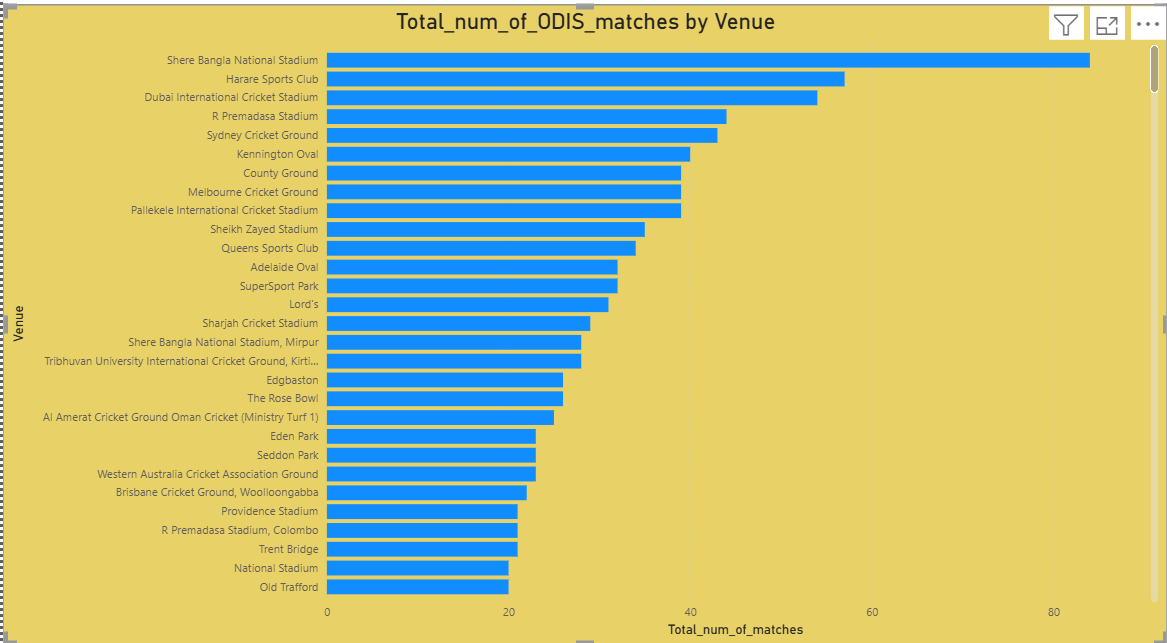 Total_num_of_ODIS_matches by Venue
Venue
Shere Bangla National Stadium
Harare Sports Club
Dubai International Cricket Stadium
R Premadasa Stadium
Sydney Cricket Ground
Kennington Oval
County Ground
Melbourne Cricket Ground
Pallekele International Cricket Stadium
Sheikh Zayed Stadium
Queens Sports Club
Adelaide Oval
SuperSport Park
Lord's
Sharjah Cricket Stadium
Shere Bangla National Stadium, Mirpur
Tribhuvan University International Cricket Ground, Kirti...
Edgbaston
The Rose Bowl
Al Amerat Cricket Ground Oman Cricket (Ministry Turf 1)
Eden Park
Seddon Park
Western Australia Cricket Association Ground
Brisbane Cricket Ground, Woolloongabba
Providence Stadium
R Premadasa Stadium, Colombo
Trent Bridge
National Stadium
Old Trafford
0 20 40 60 80
Total_num_of_matches